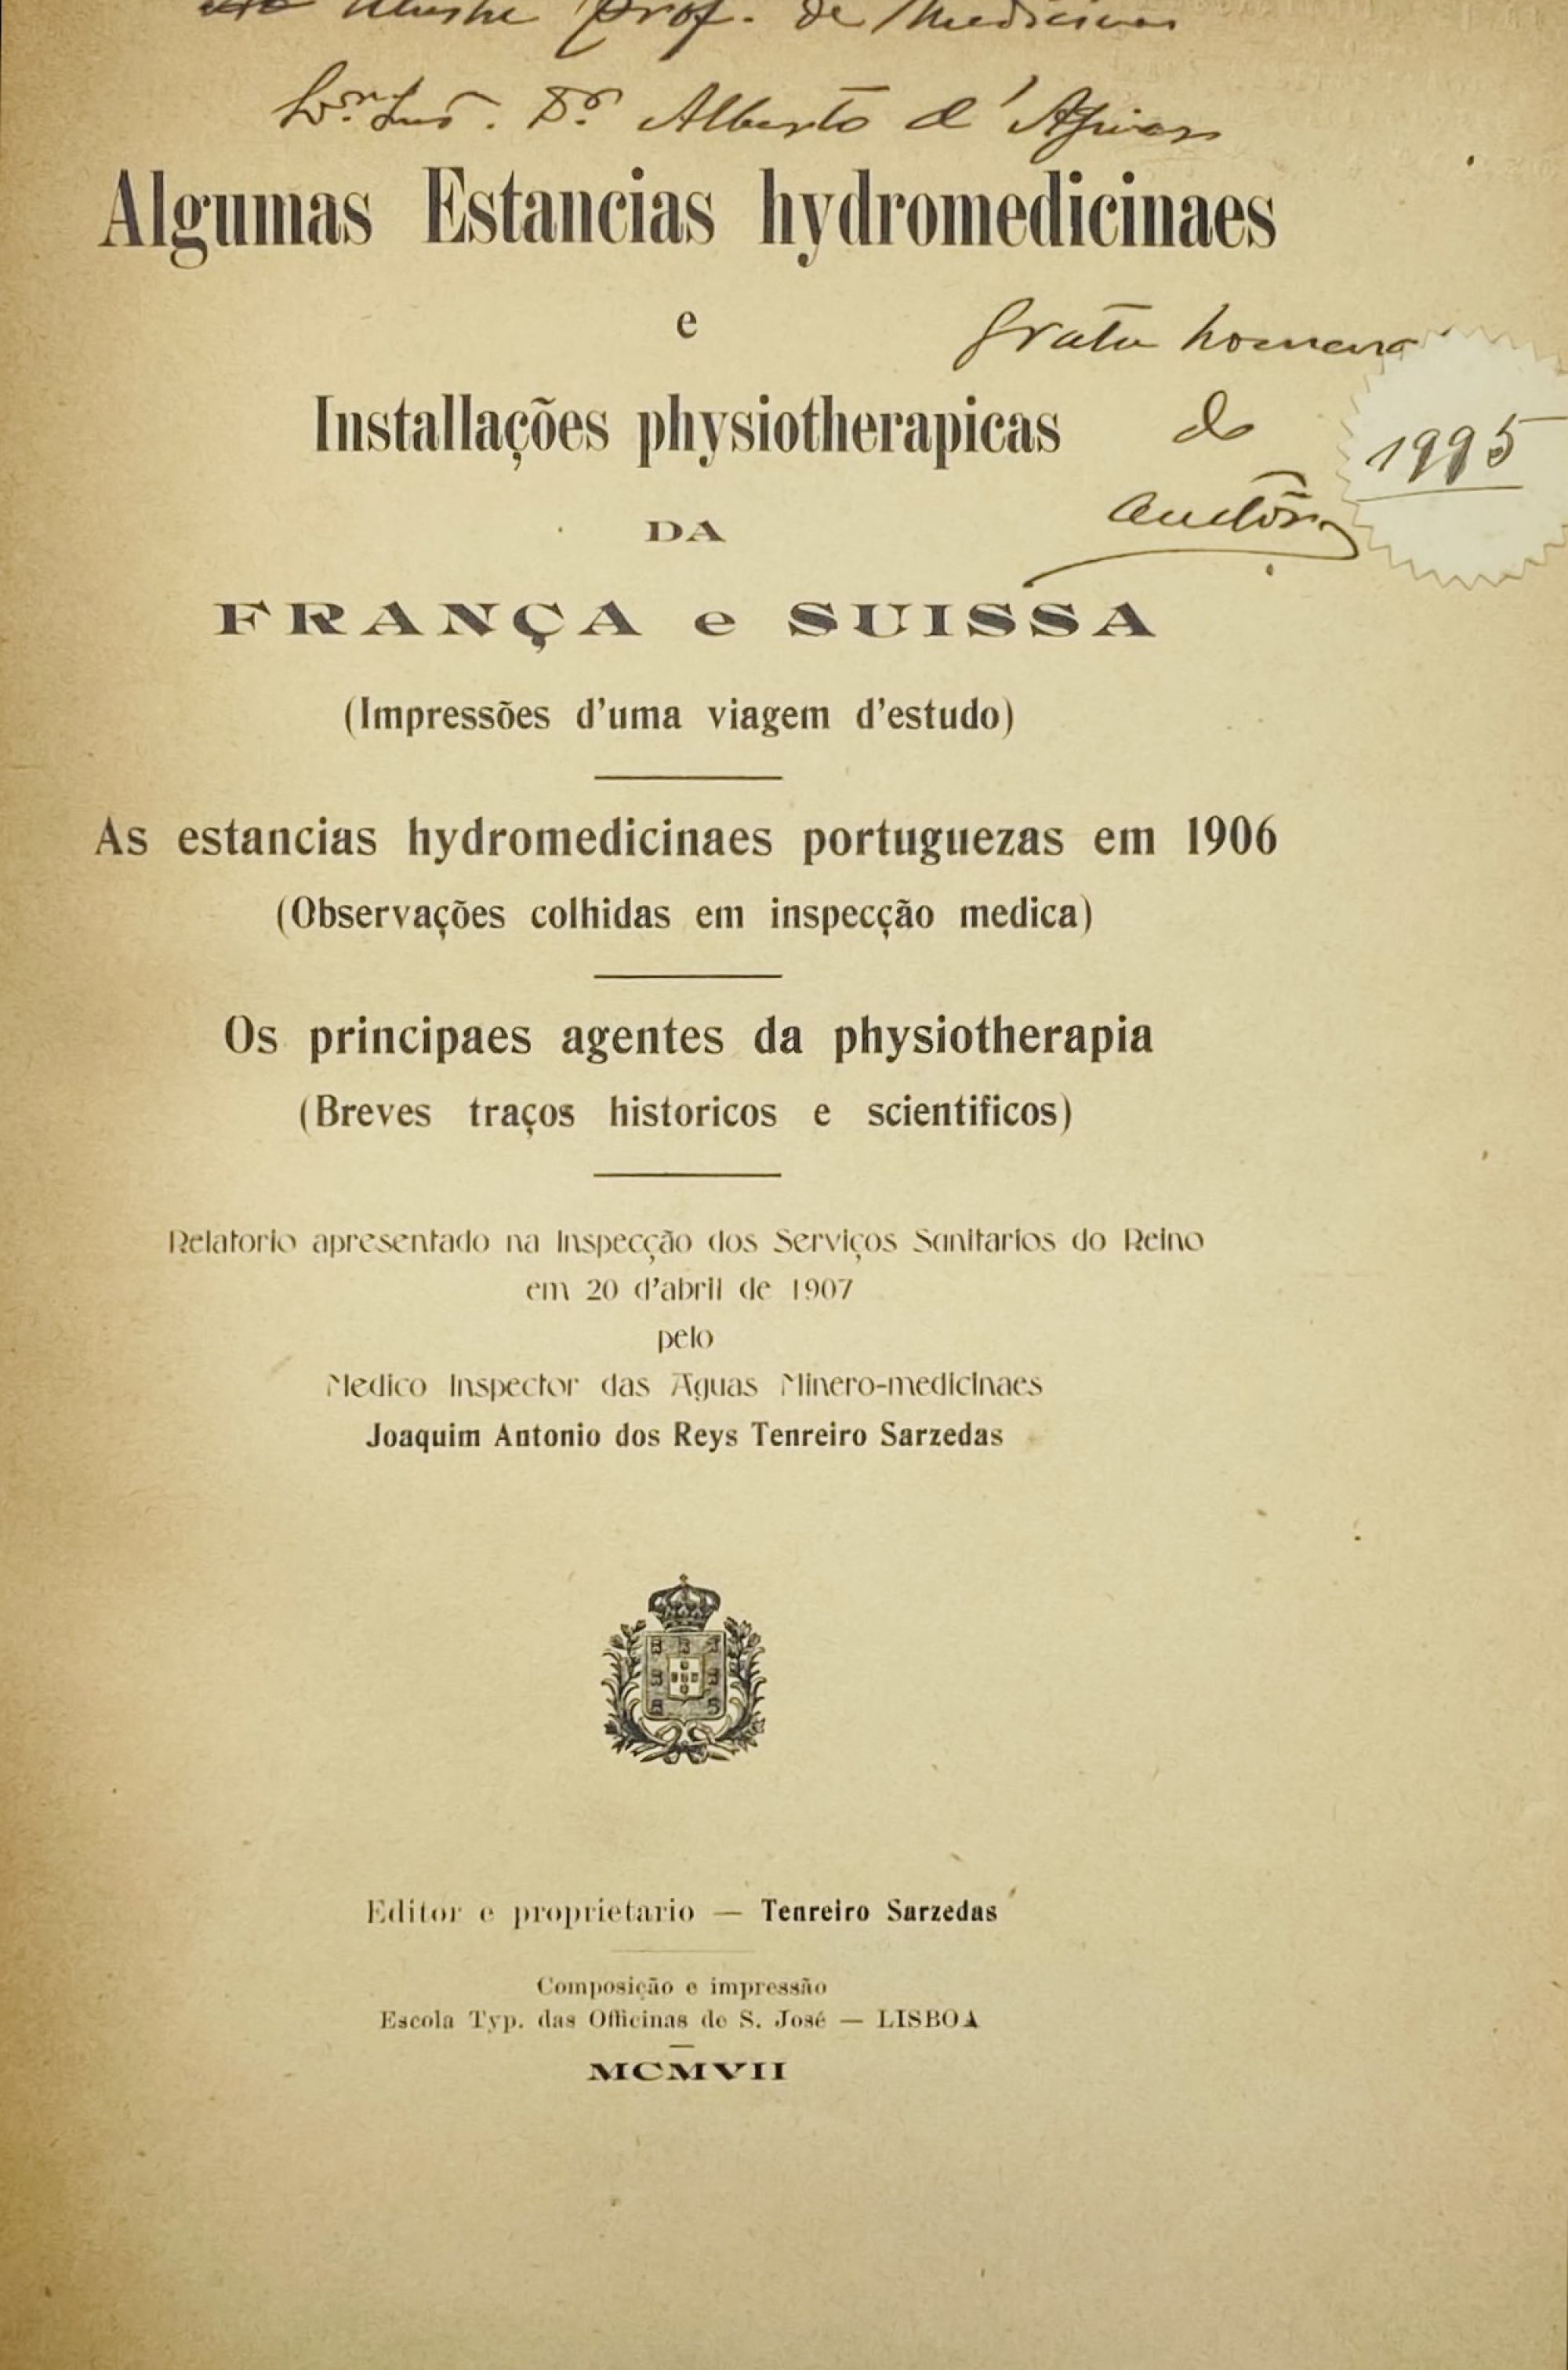 Illustre Prof. de Medicina
Dr. Alberto d'Aguiar
Algumas Estancias hydromedicinaes
e
grata homenagem
Installações physiotherapicas
do
1995
auctor
DA
FRANÇA e SUISSA
(Impressões d'uma viagem d'estudo)
As estancias hydromedicinaes portuguezas em 1906
(Observações colhidas em inspecção medica)
Os principaes agentes da physiotherapia
(Breves traços historicos e scientificos)
Relatorio apresentado na Inspecção dos Serviços Sanitarios do Reino
em 20 d'abril de 1907
pelo
Medico Inspector das Aguas Minero-medicinaes
Joaquim Antonio dos Reys Tenreiro Sarzedas
Editor e proprietario — Tenreiro Sarzedas
Composição e impressão
Escola Typ. das Officinas de S. José — LISBOA
MCMVII